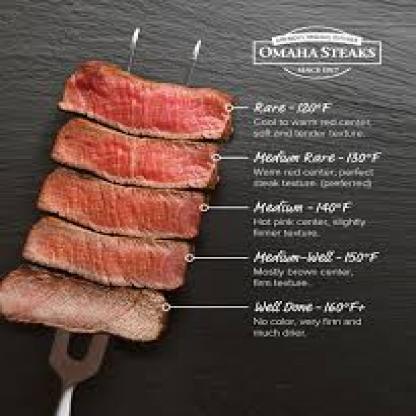 OMAHA STEAKS
SINCE 1917
Rare - 120°F
Cool to warm red center,
soft and tender texture.
Medium Rare - 130°F
Warm red center, perfect
steak texture. (preferred)
Medium - 140°F
Hot pink center, slightly
firmer texture.
Medium-Well - 150°F
Mostly brown center,
firm texture.
Well Done - 160°F+
No color, very firm and
much drier.